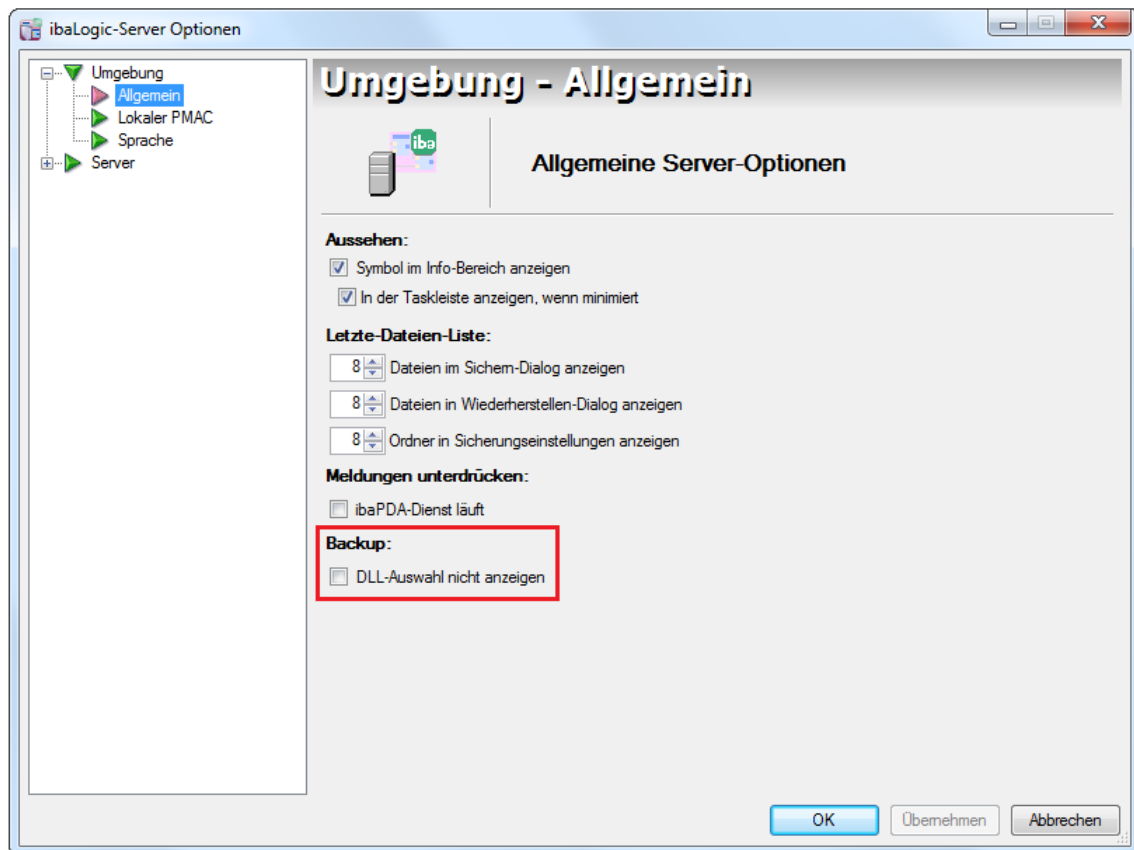 ibaLogic-Server Optionen
Umgebung
Allgemein
Lokaler PMAC
Sprache
Server
Umgebung - Allgemein
iba
Allgemeine Server-Optionen
Aussehen:
Symbol im Info-Bereich anzeigen
In der Taskleiste anzeigen, wenn minimiert
Letzte-Dateien-Liste:
8 Dateien im Sichern-Dialog anzeigen
8 Dateien in Wiederherstellen-Dialog anzeigen
8 Ordner in Sicherungseinstellungen anzeigen
Meldungen unterdrücken:
ibaPDA-Dienst läuft
Backup:
DLL-Auswahl nicht anzeigen
OK Übernehmen Abbrechen